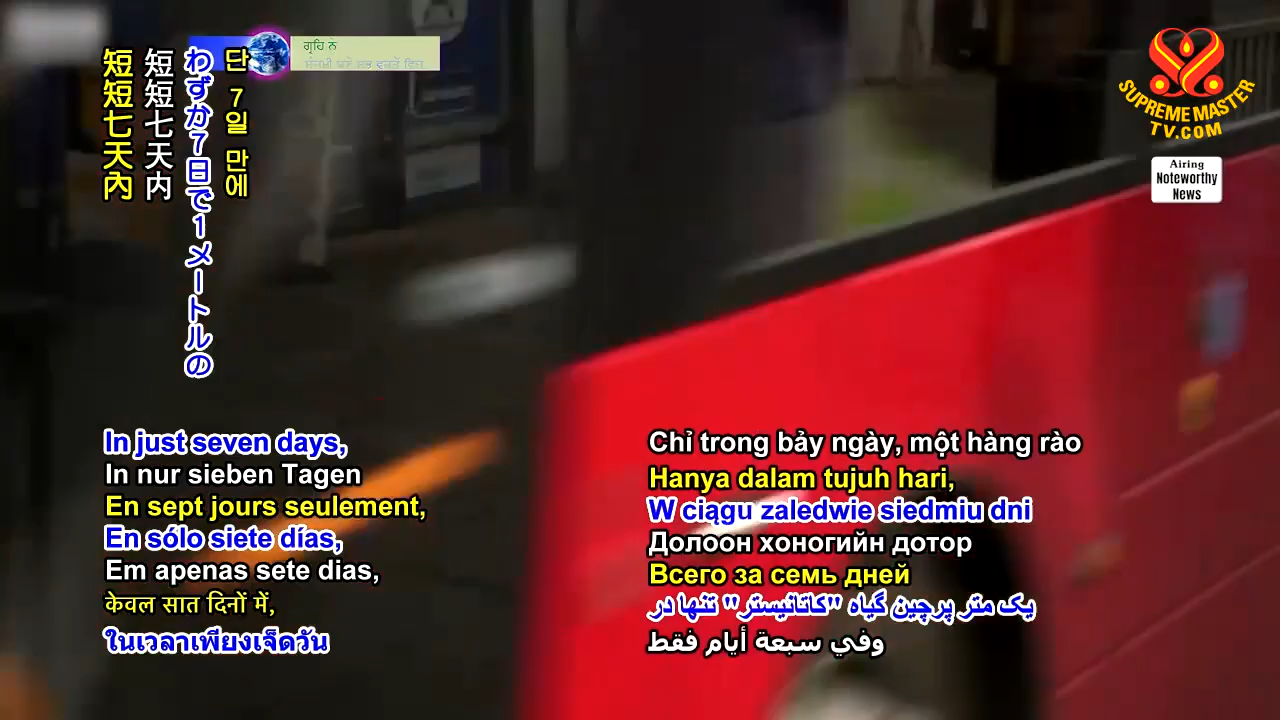 短短七天內
短短七天内
わずか7日で1メートルの
단 7일 만에
ਗ੍ਰਹਿ ਨ
SUPREME MASTER
TV.COM
Airing
Noteworthy
News
In just seven days,
In nur sieben Tagen
En sept jours seulement,
En sólo siete días,
Em apenas sete dias,
केवल सात दिनों में,
ในเวลาเพียงเจ็ดวัน
Chỉ trong bảy ngày, một hàng rào
Hanya dalam tujuh hari,
W ciągu zaledwie siedmiu dni
Долоон хоногийн дотор
Всего за семь дней
یک متر پرچین گیاه "کاتانیستر" تنها در
وفي سبعة أيام فقط